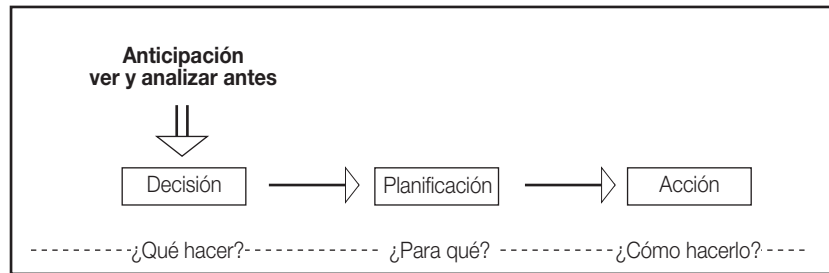 Anticipación
ver y analizar antes
Decisión
Planificación
Acción
¿Qué hacer?
¿Para qué?
¿Cómo hacerlo?